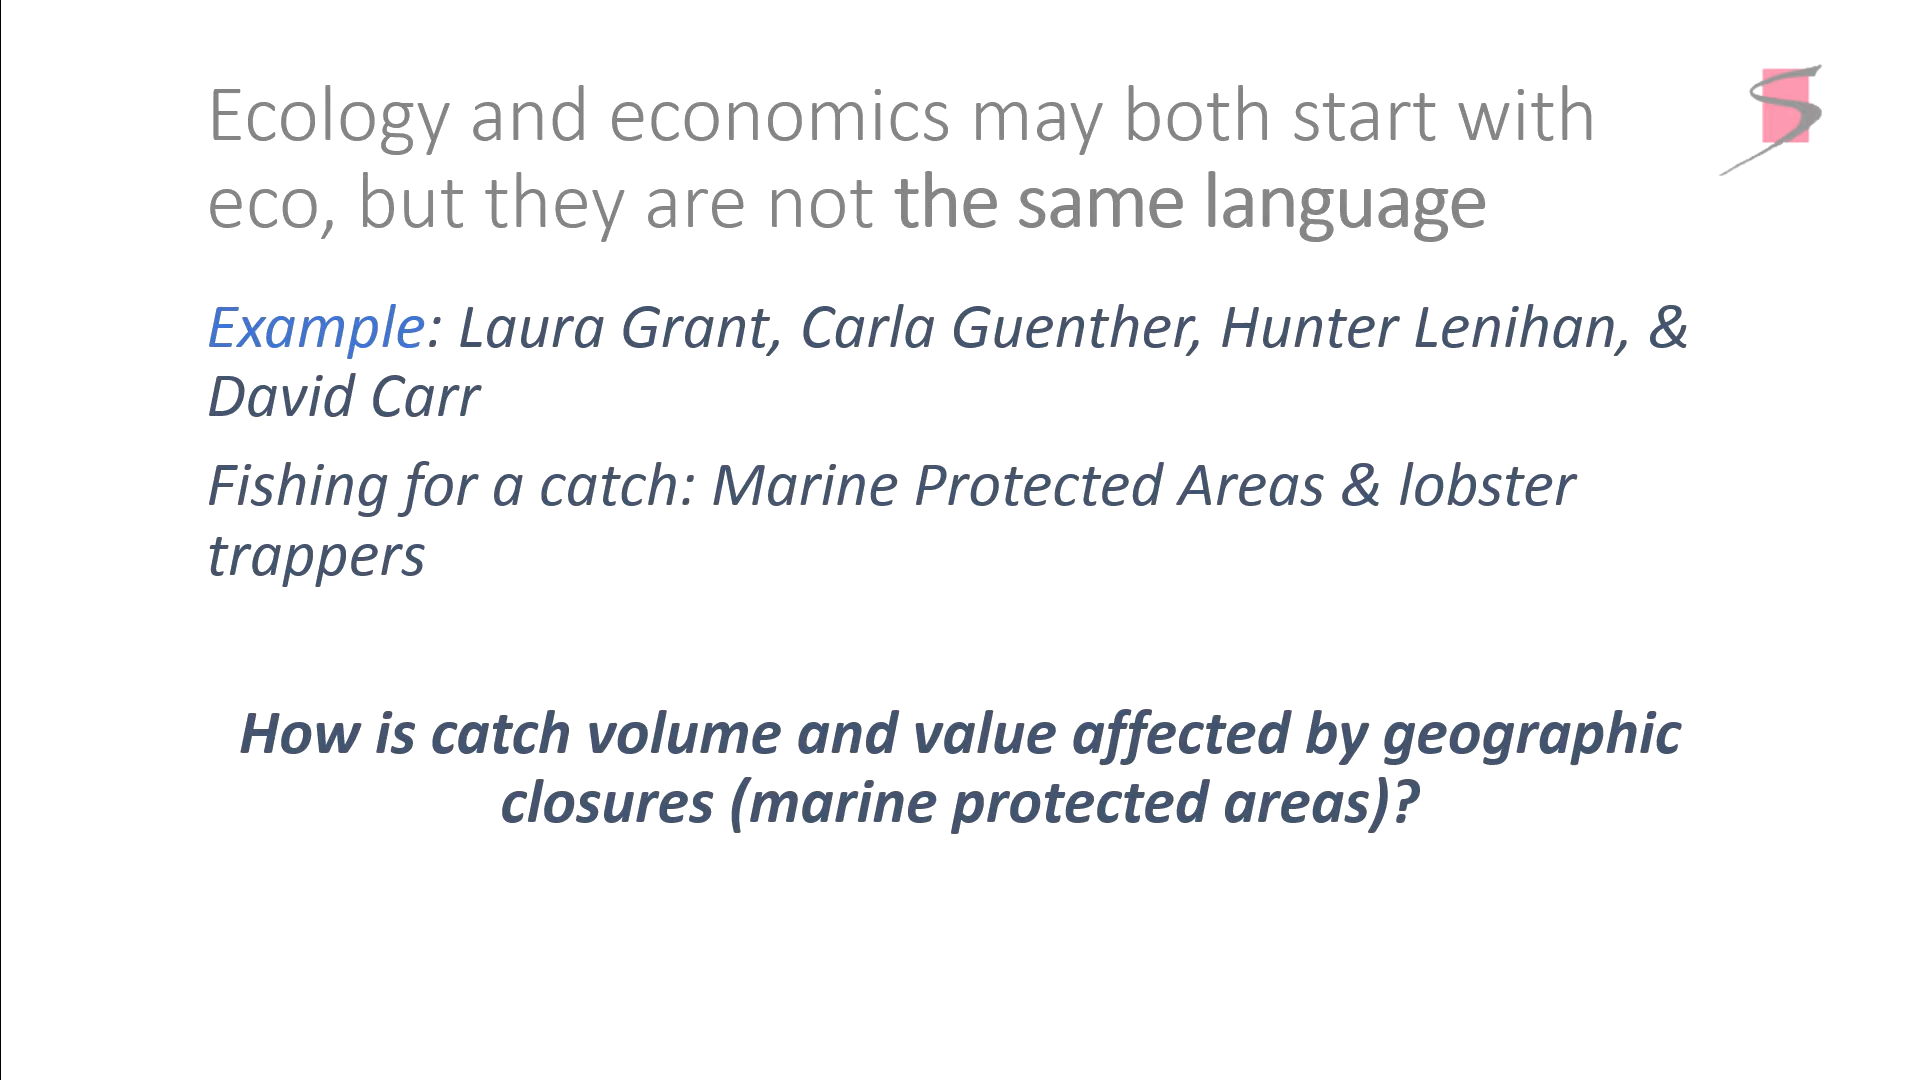 Ecology and economics may both start with
eco, but they are not the same language
Example: Laura Grant, Carla Guenther, Hunter Lenihan, &
David Carr
Fishing for a catch: Marine Protected Areas & lobster
trappers
How is catch volume and value affected by geographic
closures (marine protected areas)?